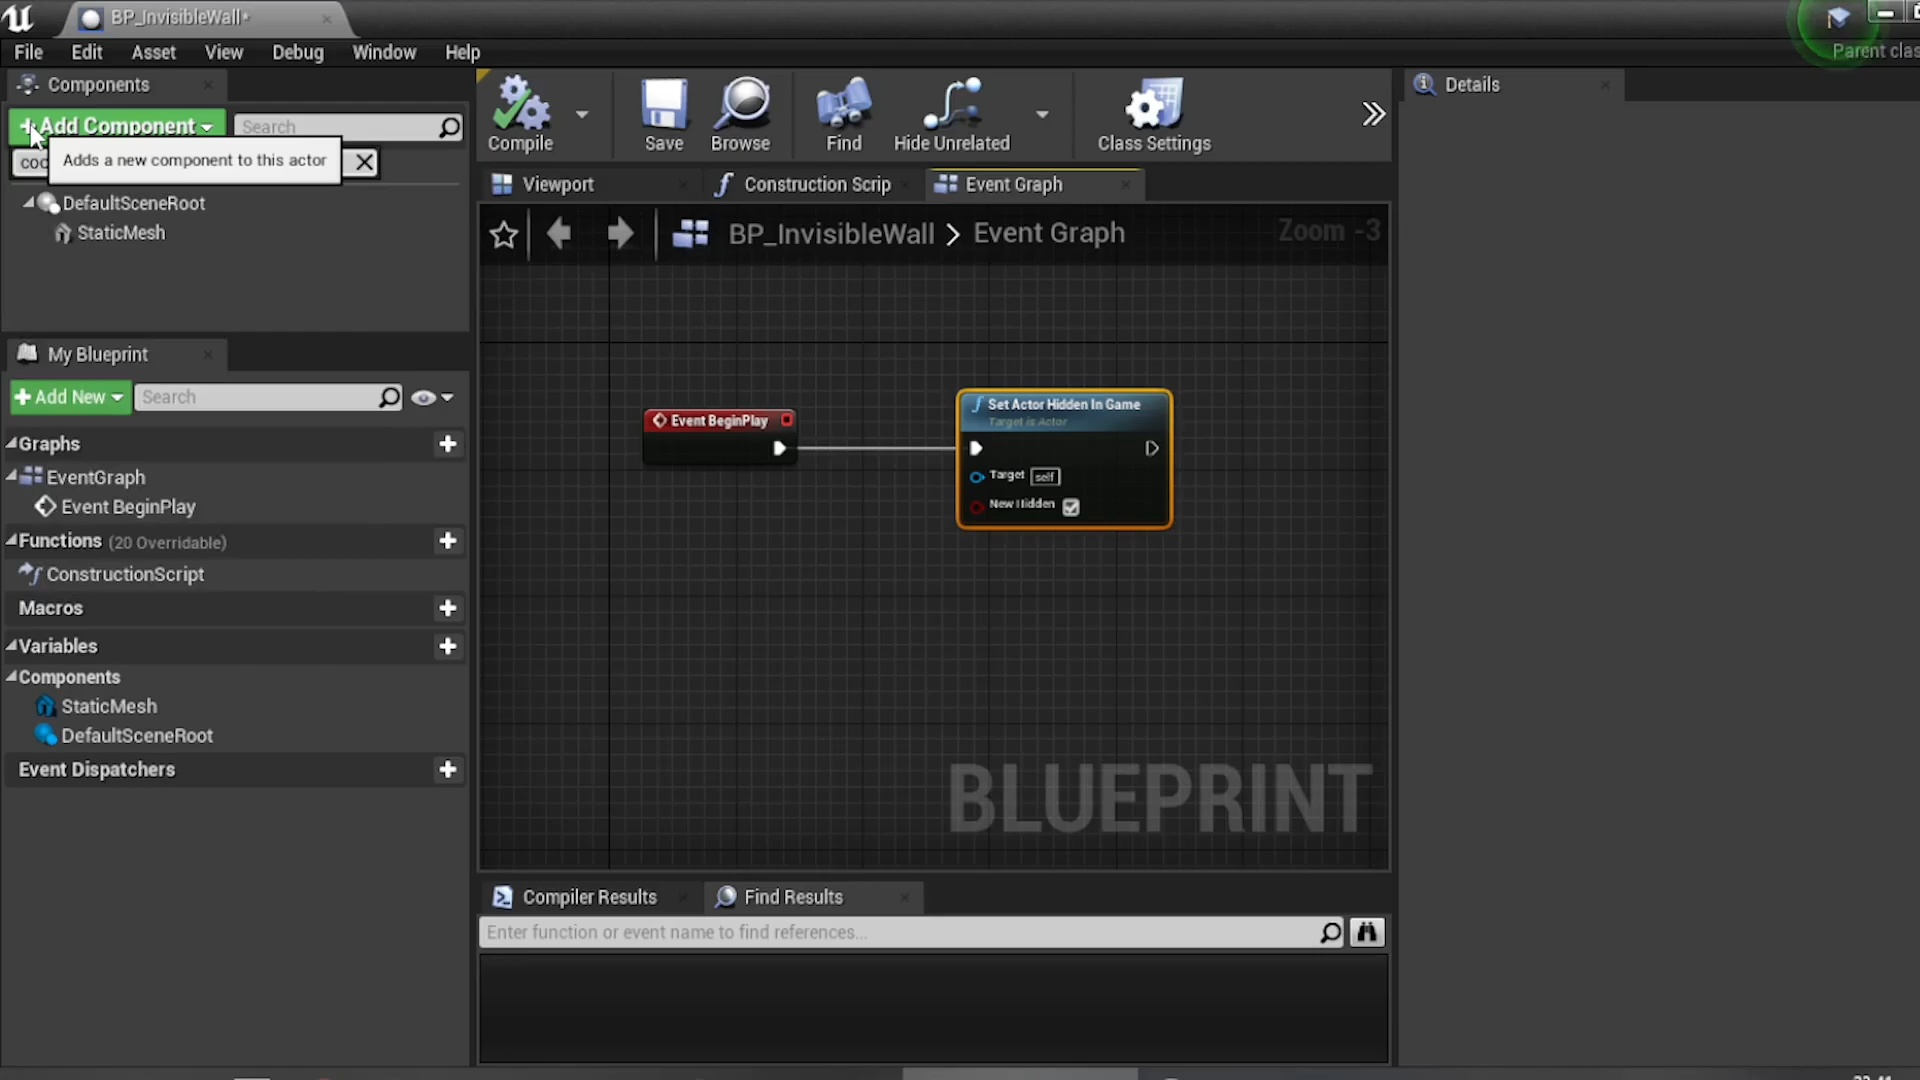 BP_InvisibleWall*
File Edit Asset View Debug Window Help
Parent clas
Components
Add Component
Search
coc
Adds a new component to this actor
DefaultSceneRoot
StaticMesh
Compile
Save
Browse
Find
Hide Unrelated
Class Settings
Details
Viewport
Construction Scrip
Event Graph
BP_InvisibleWall > Event Graph
Zoom -3
My Blueprint
Add New
Search
Graphs
EventGraph
Event BeginPlay
Functions (20 Overridable)
ConstructionScript
Macros
Variables
Components
StaticMesh
DefaultSceneRoot
Event Dispatchers
Event BeginPlay
Set Actor Hidden In Game
Target is Actor
Target self
New Hidden
BLUEPRINT
Compiler Results
Find Results
Enter function or event name to find references...